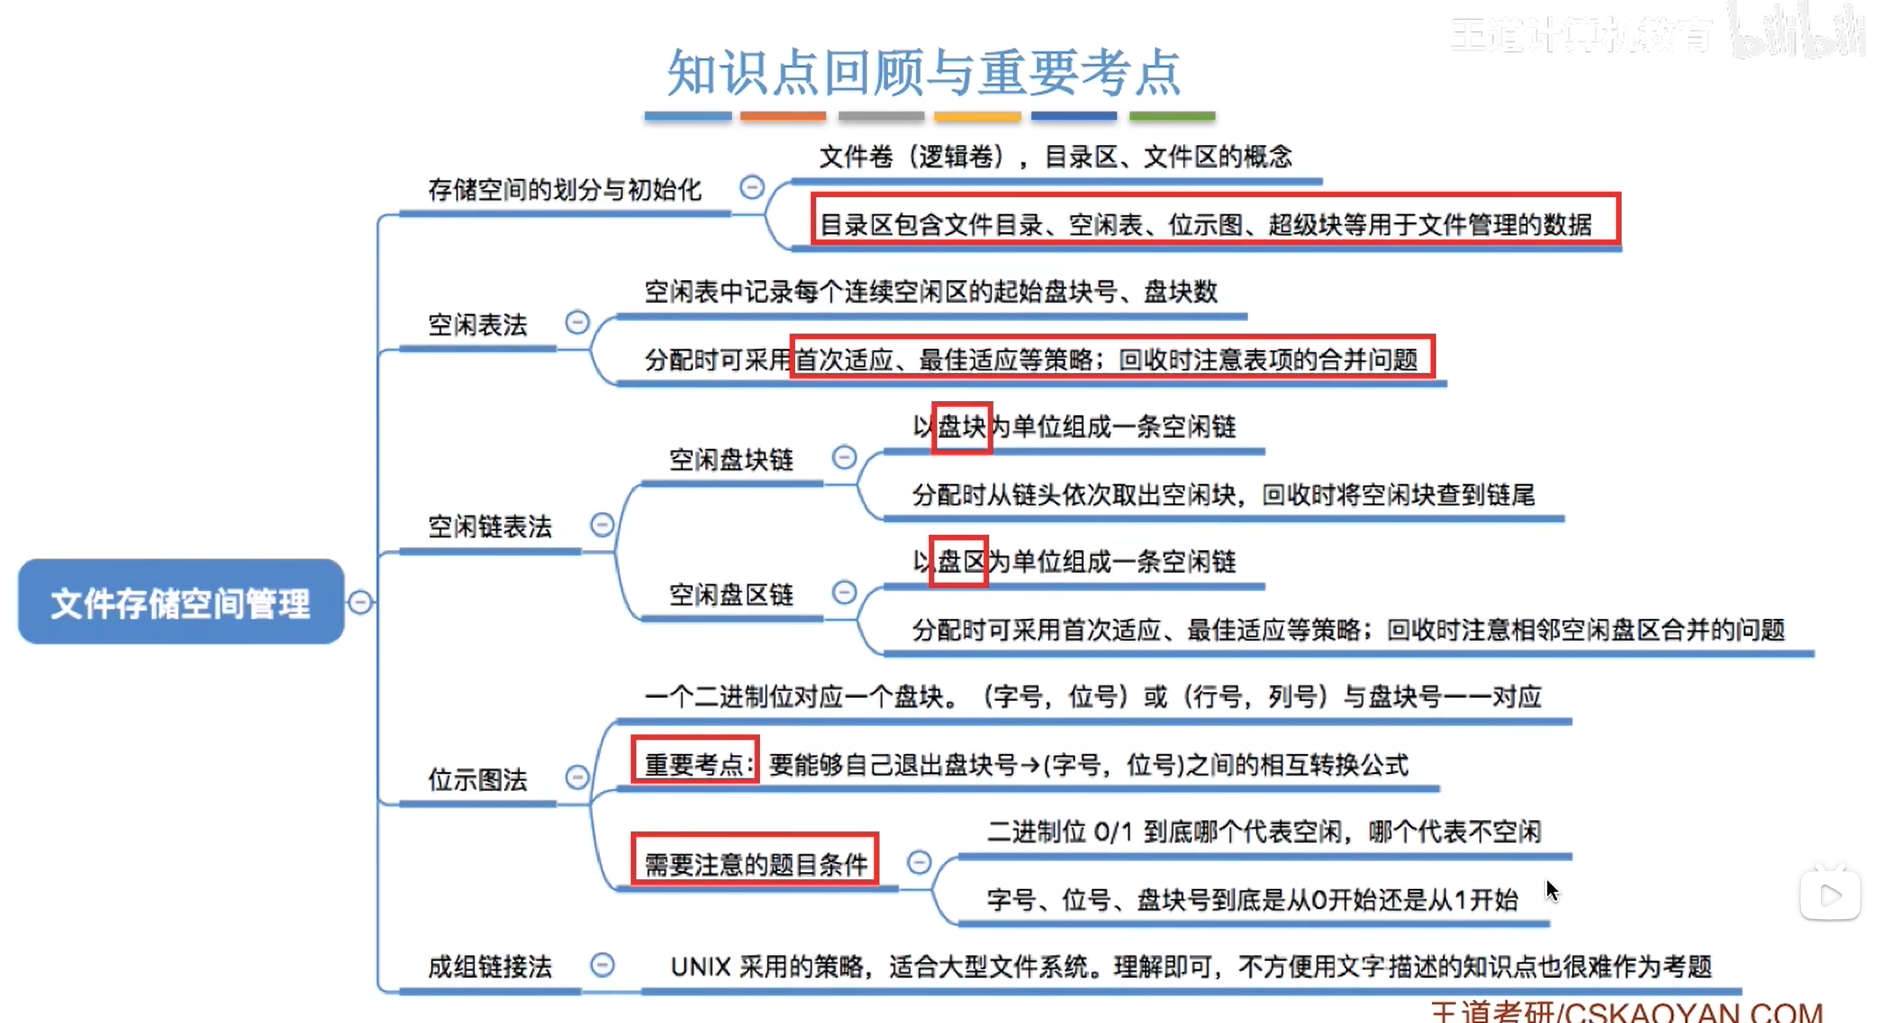 王道计算机教育 bilibili
知识点回顾与重要考点
文件卷（逻辑卷），目录区、文件区的概念
存储空间的划分与初始化
目录区包含文件目录、空闲表、位示图、超级块等用于文件管理的数据
空闲表中记录每个连续空闲区的起始盘块号、盘块数
空闲表法
分配时可采用首次适应、最佳适应等策略；回收时注意表项的合并问题
以盘块为单位组成一条空闲链
空闲盘块链
分配时从链头依次取出空闲块，回收时将空闲块查到链尾
空闲链表法
以盘区为单位组成一条空闲链
空闲盘区链
分配时可采用首次适应、最佳适应等策略；回收时注意相邻空闲盘区合并的问题
文件存储空间管理
一个二进制位对应一个盘块。（字号，位号）或（行号，列号）与盘块号一一对应
重要考点：要能够自己退出盘块号→(字号，位号)之间的相互转换公式
位示图法
二进制位 0/1 到底哪个代表空闲，哪个代表不空闲
需要注意的题目条件
字号、位号、盘块号到底是从0开始还是从1开始
成组链接法
UNIX 采用的策略，适合大型文件系统。理解即可，不方便用文字描述的知识点也很难作为考题
王道考研/CSKAOYAN.COM